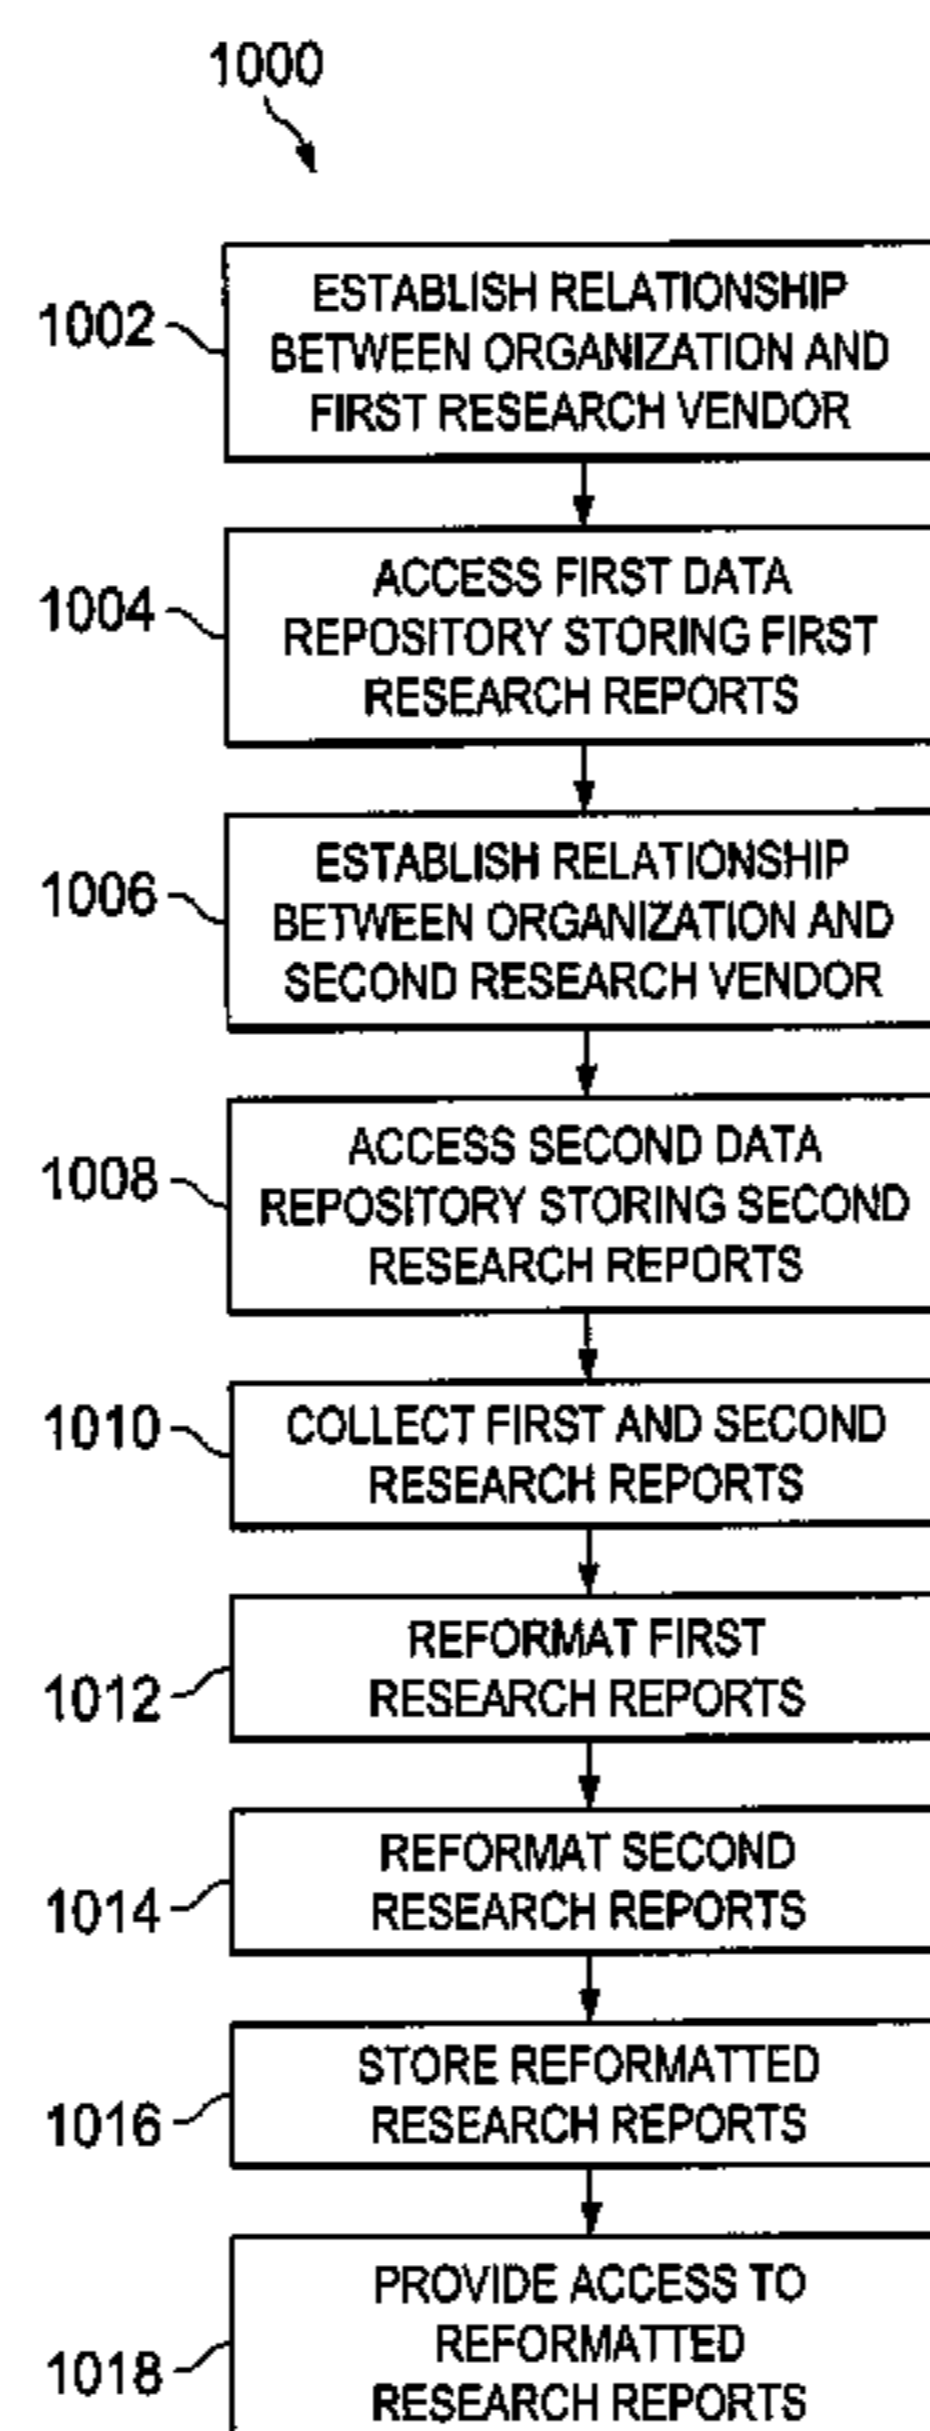 1000
1002
ESTABLISH RELATIONSHIP
BETWEEN ORGANIZATION AND
FIRST RESEARCH VENDOR
1004
ACCESS FIRST DATA
REPOSITORY STORING FIRST
RESEARCH REPORTS
1006
ESTABLISH RELATIONSHIP
BETWEEN ORGANIZATION AND
SECOND RESEARCH VENDOR
1008
ACCESS SECOND DATA
REPOSITORY STORING SECOND
RESEARCH REPORTS
1010
COLLECT FIRST AND SECOND
RESEARCH REPORTS
1012
REFORMAT FIRST
RESEARCH REPORTS
1014
REFORMAT SECOND
RESEARCH REPORTS
1016
STORE REFORMATTED
RESEARCH REPORTS
1018
PROVIDE ACCESS TO
REFORMATTED
RESEARCH REPORTS